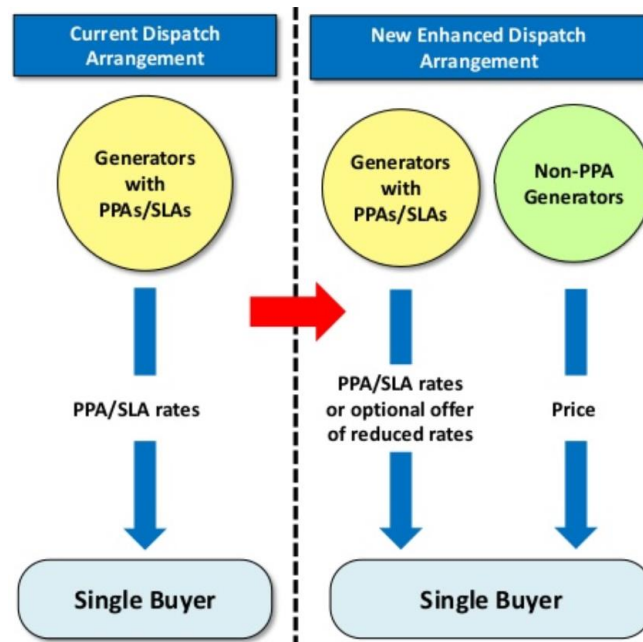 Current Dispatch
Arrangement
Generators
with
PPAs/SLAs
PPA/SLA rates
Single Buyer
New Enhanced Dispatch
Arrangement
Generators
with
PPAs/SLAs
Non-PPA
Generators
PPA/SLA rates
or optional offer
of reduced rates
Price
Single Buyer